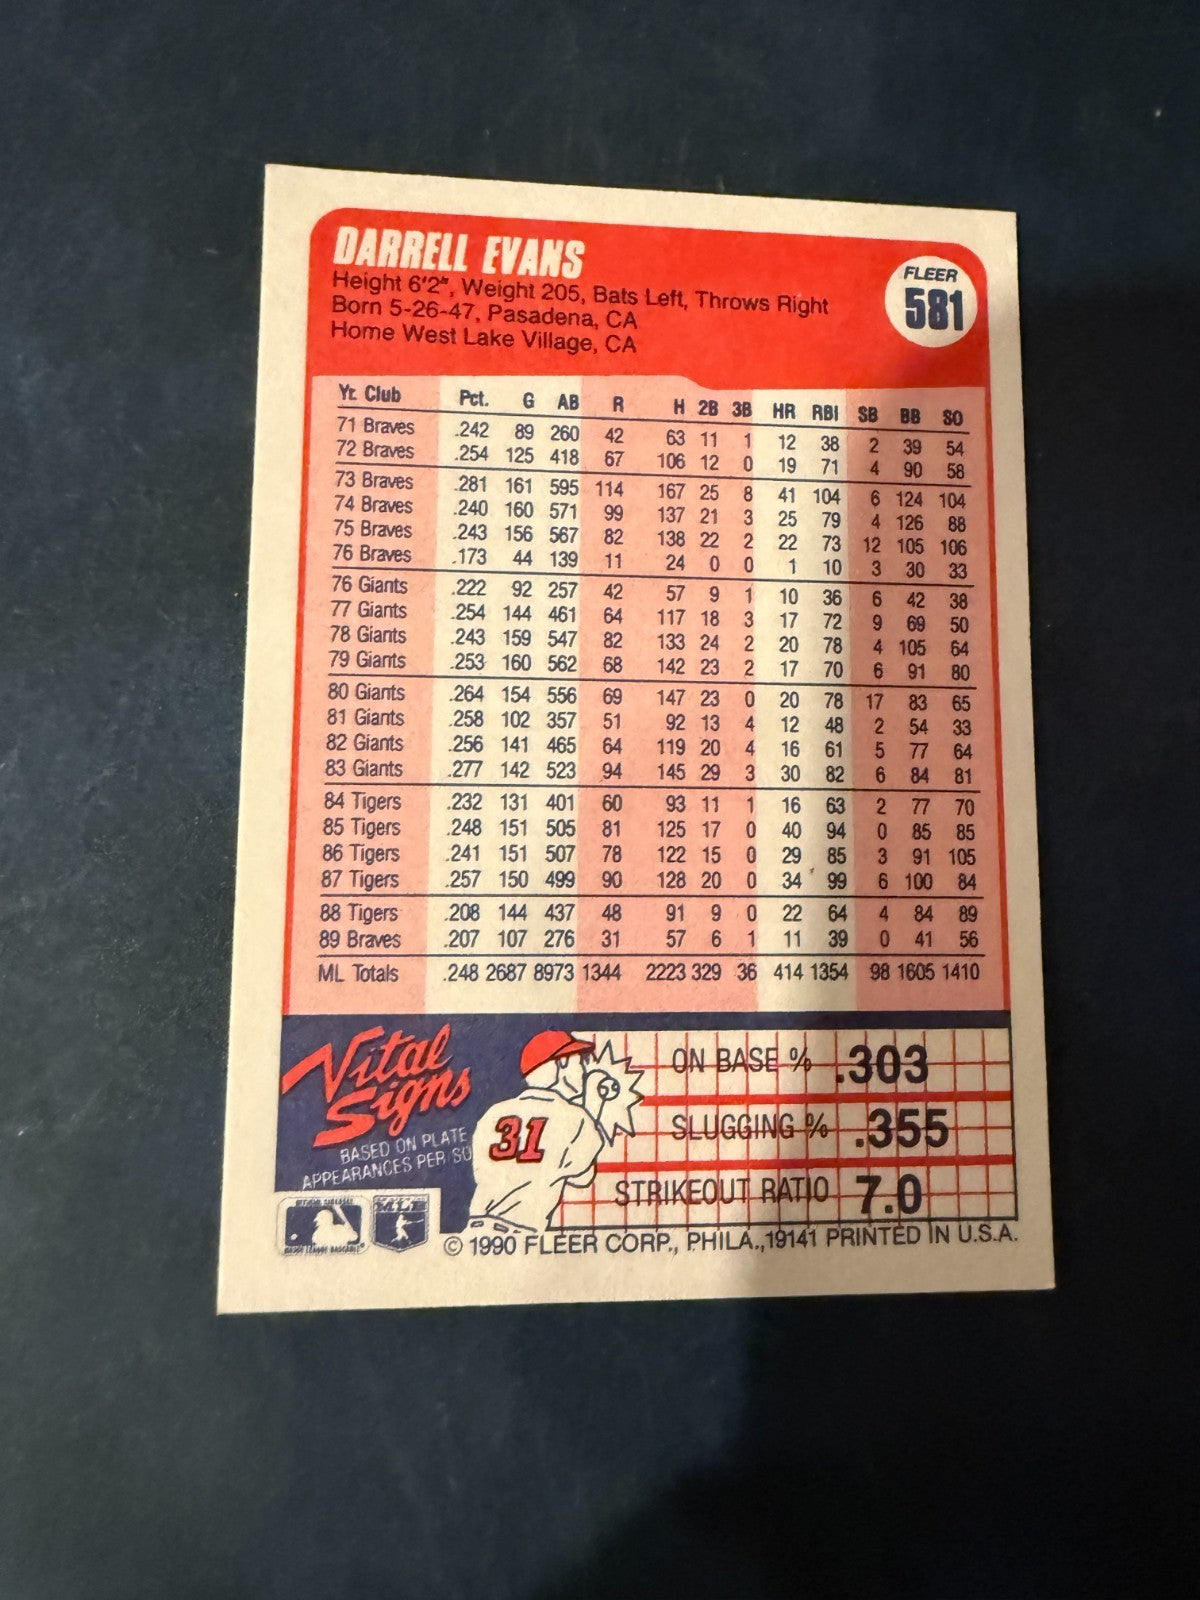 DARRELL EVANS
Height 6'2", Weight 205, Bats Left, Throws Right
Born 5-26-47, Pasadena, CA
Home West Lake Village, CA
FLEER
581
Yr. Club Pct. G AB R H 2B 3B HR RBI SB BB SO
71 Braves .242 89 260 42 63 11 1 12 38 2 39 54
72 Braves .254 125 418 67 106 12 0 19 71 4 90 58
73 Braves .281 161 595 114 167 25 8 41 104 6 124 104
74 Braves .240 160 571 99 137 21 3 25 79 4 126 88
75 Braves .243 156 567 82 138 22 2 22 73 12 105 106
76 Braves .173 44 139 11 24 0 0 1 10 3 30 33
76 Giants .222 92 257 42 57 9 1 10 36 6 42 38
77 Giants .254 144 461 64 117 18 3 17 72 9 69 50
78 Giants .243 159 547 82 133 24 2 20 78 4 105 64
79 Giants .253 160 562 68 142 23 2 17 70 6 91 80
80 Giants .264 154 556 69 147 23 0 20 78 17 83 65
81 Giants .258 102 357 51 92 13 4 12 48 2 54 33
82 Giants .256 141 465 64 119 20 4 16 61 5 77 64
83 Giants .277 142 523 94 145 29 3 30 82 6 84 81
84 Tigers .232 131 401 60 93 11 1 16 63 2 77 70
85 Tigers .248 151 505 81 125 17 0 40 94 0 85 85
86 Tigers .241 151 507 78 122 15 0 29 85 3 91 105
87 Tigers .257 150 499 90 128 20 0 34 99 6 100 84
88 Tigers .208 144 437 48 91 9 0 22 64 4 84 89
89 Braves .207 107 276 31 57 6 1 11 39 0 41 56
ML Totals .248 2687 8973 1344 2223 329 36 414 1354 98 1605 1410
Vital
Signs
BASED ON PLATE
APPEARANCES PER SO
31
ON BASE % .303
SLUGGING % .355
STRIKEOUT RATIO 7.0
© 1990 FLEER CORP., PHILA.,19141 PRINTED IN U.S.A.